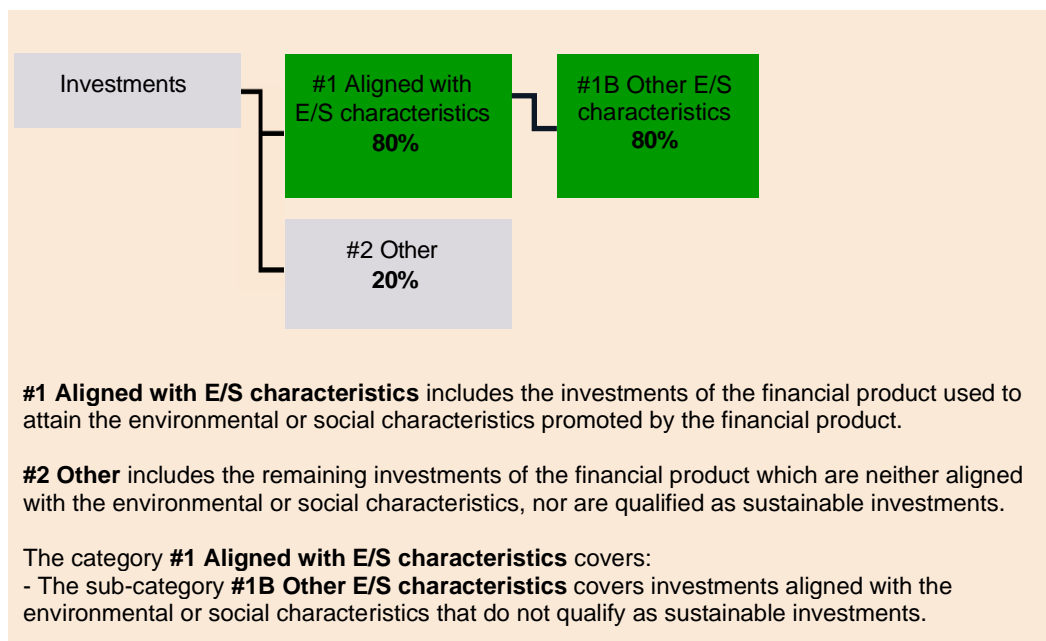 Investments
#1 Aligned with
E/S characteristics
80%
#1B Other E/S
characteristics
80%
#2 Other
20%
#1 Aligned with E/S characteristics includes the investments of the financial product used to
attain the environmental or social characteristics promoted by the financial product.
#2 Other includes the remaining investments of the financial product which are neither aligned
with the environmental or social characteristics, nor are qualified as sustainable investments.
The category #1 Aligned with E/S characteristics covers:
- The sub-category #1B Other E/S characteristics covers investments aligned with the
environmental or social characteristics that do not qualify as sustainable investments.